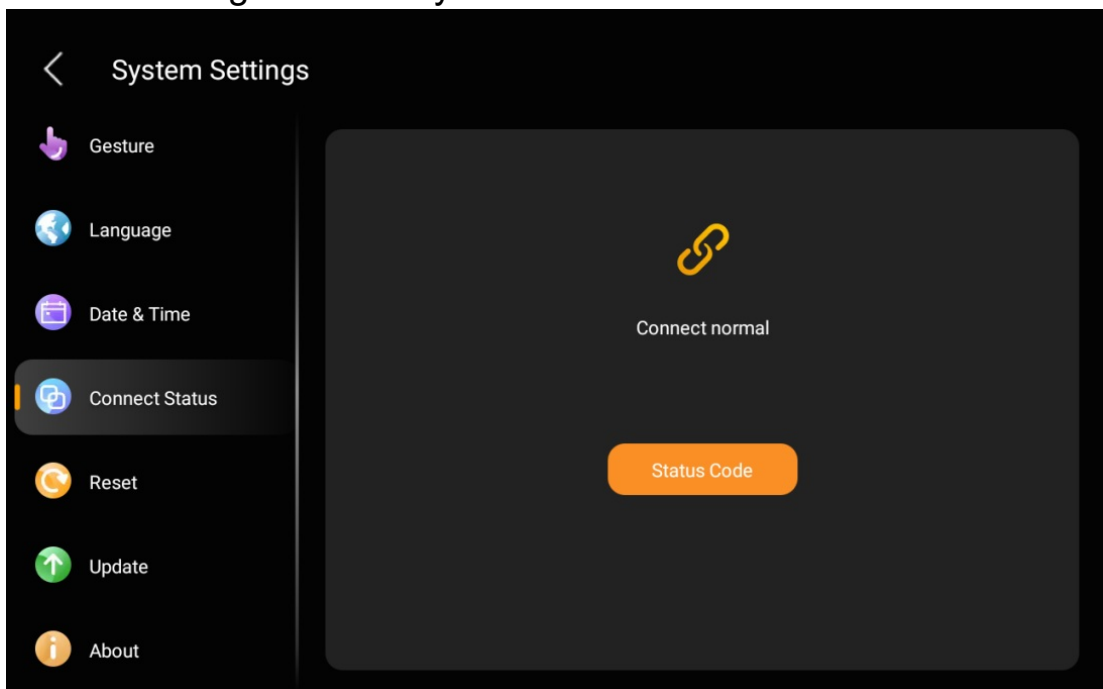 System Settings
Gesture
Language
Date & Time
Connect Status
Reset
Update
About
Connect normal
Status Code